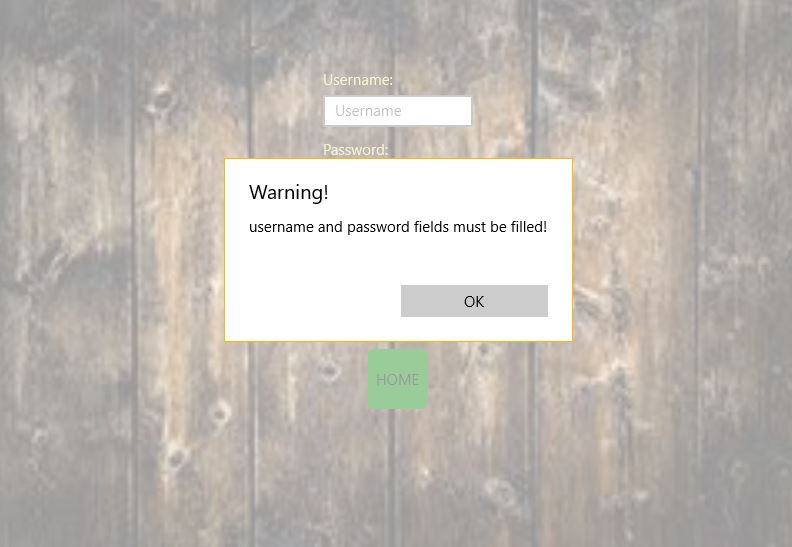 Username:
Username
Password:
Warning!
username and password fields must be filled!
OK
HOME